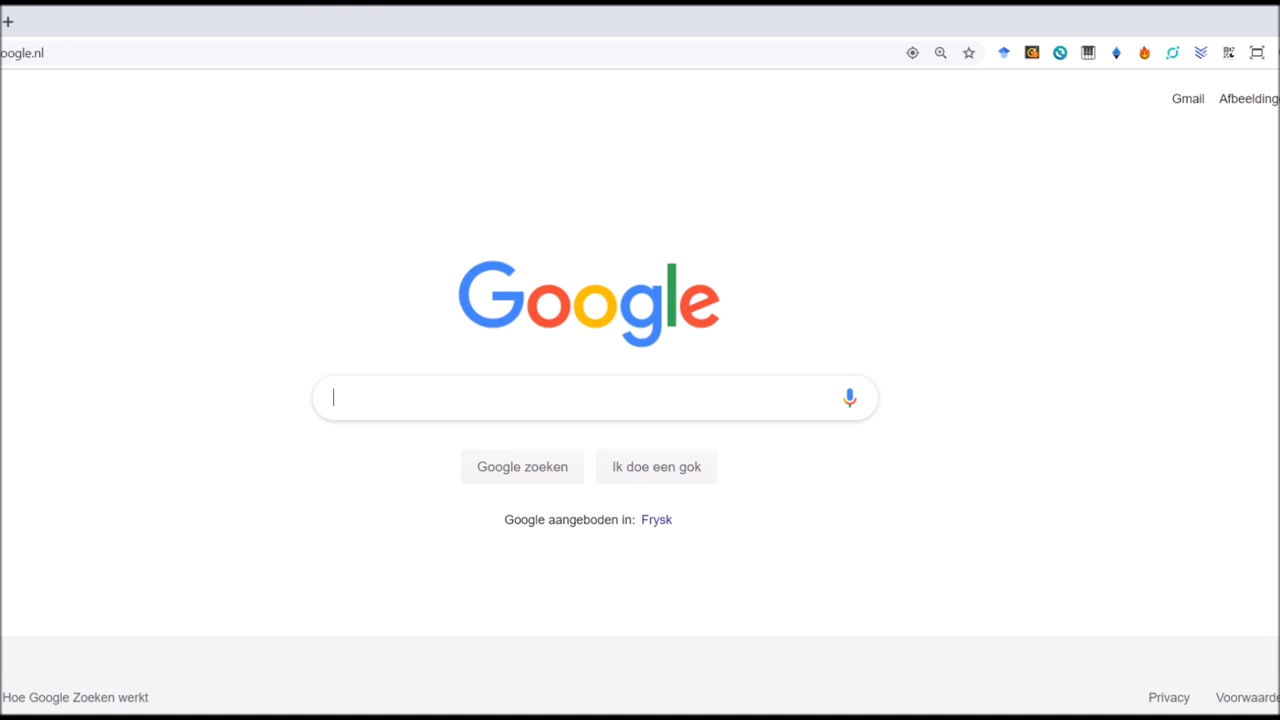 oogle.nl
Gmail Afbeelding
Google
Google zoeken Ik doe een gok
Google aangeboden in: Frysk
Hoe Google Zoeken werkt Privacy Voorwaarde